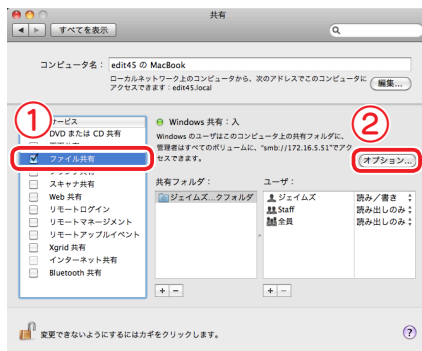 共有
すべてを表示
コンピュータ名：
edit45 の MacBook
ローカルネットワーク上のコンピュータから、次のアドレスでこのコンピュータに
アクセスできます：edit45.local
編集...
①
②
ービス
DVD または CD 共有
ファイル共有
スキャナ共有
Web 共有
リモートログイン
リモートマネージメント
リモートアップルイベント
Xgrid 共有
インターネット共有
Bluetooth 共有
Windows 共有：入
Windows のユーザはこのコンピュータ上の共有フォルダに、
管理者はすべてのボリュームに、"smb://172.16.5.51"でアク
セスできます。
オプション...
共有フォルダ：
ジェイムズ...クフォルダ
ユーザ：
ジェイムズ 読み／書き
Staff 読み出しのみ
全員 読み出しのみ
+ −
+ −
変更できないようにするにはカギをクリックします。
?